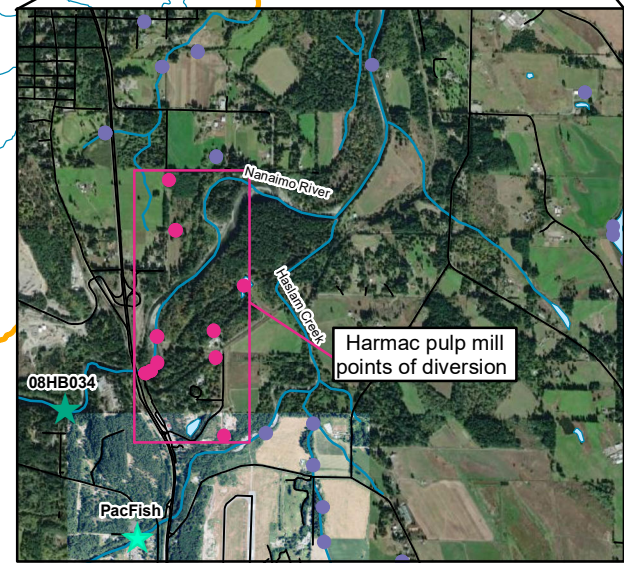 Nanaimo River
Haslam Creek
Harmac pulp mill
points of diversion
08HB034
PacFish